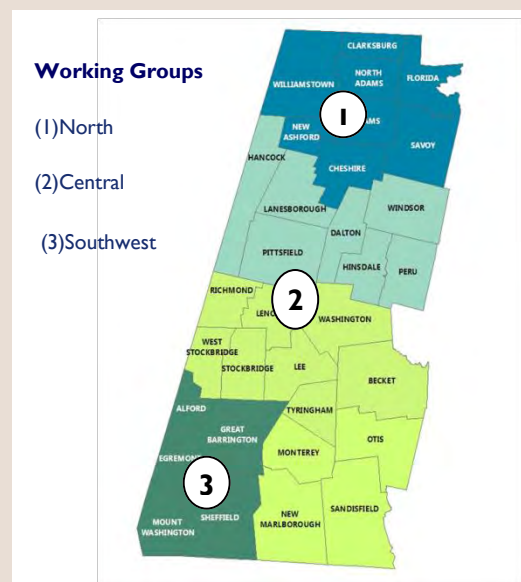 Working Groups
(1)North
(2)Central
(3)Southwest
CLARKSBURG
NORTH
ADAMS
FLORIDA
WILLIAMSTOWN
1
NEW
ASHFORD
SAVOY
HANCOCK
CHESHIRE
LANESBOROUGH
WINDSOR
DALTON
PITTSFIELD
HINSDALE
PERU
RICHMOND
2
WASHINGTON
WEST
STOCKBRIDGE
STOCKBRIDGE
LEE
BECKET
ALFORD
TYRINGHAM
GREAT
BARRINGTON
OTIS
MONTEREY
3
SHEFFIELD
MOUNT
WASHINGTON
NEW
MARLBOROUGH
SANDISFIELD